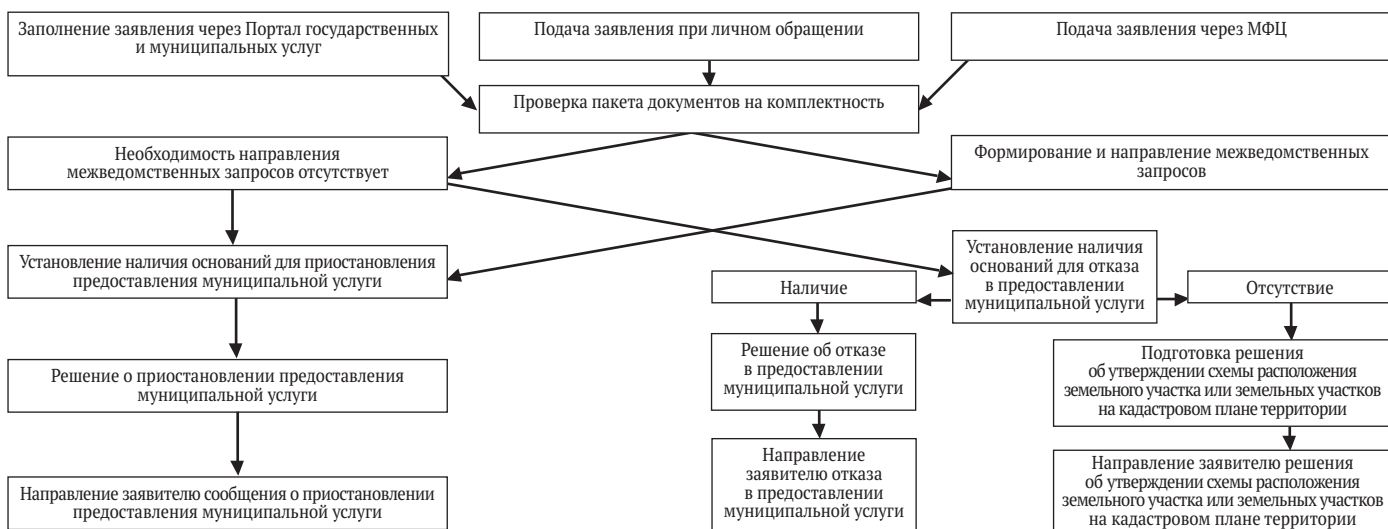 Заполнение заявления через Портал государственных
и муниципальных услуг
Подача заявления при личном обращении
Подача заявления через МФЦ
Проверка пакета документов на комплектность
Необходимость направления
межведомственных запросов отсутствует
Формирование и направление межведомственных
запросов
Установление наличия оснований для приостановления
предоставления муниципальной услуги
Установление наличия
оснований для отказа
в предоставлении
муниципальной услуги
Наличие
Отсутствие
Решение о приостановлении предоставления
муниципальной услуги
Решение об отказе
в предоставлении
муниципальной услуги
Подготовка решения
об утверждении схемы расположения
земельного участка или земельных участков
на кадастровом плане территории
Направление заявителю сообщения о приостановлении
предоставления муниципальной услуги
Направление
заявителю отказа
в предоставлении
муниципальной услуги
Направление заявителю решения
об утверждении схемы расположения
земельного участка или земельных участков
на кадастровом плане территории